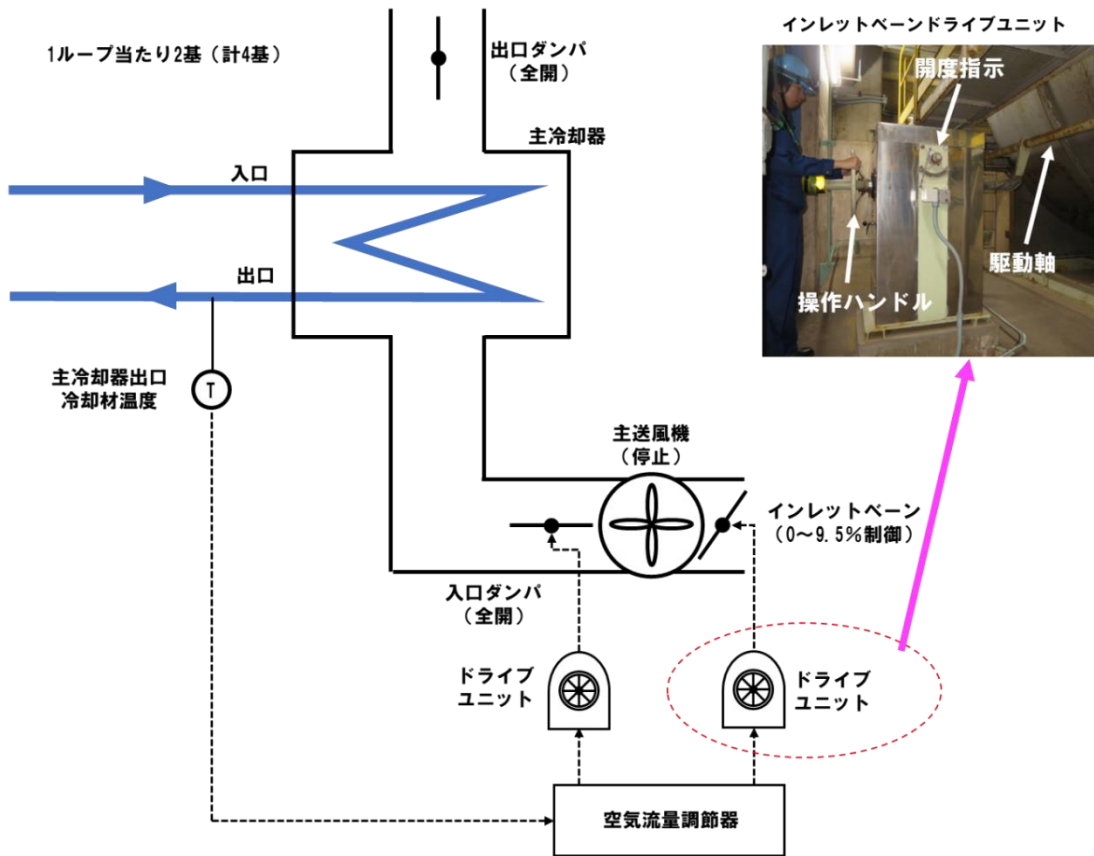 1ループ当たり2基（計4基）
出口ダンパ
（全開）
インレットベーンドライブユニット
開度指示
操作ハンドル
駆動軸
主冷却器
入口
出口
主冷却器出口
冷却材温度
T
主送風機
（停止）
インレットベーン
（0～9.5％制御）
入口ダンパ
（全開）
ドライブ
ユニット
ドライブ
ユニット
空気流量調節器